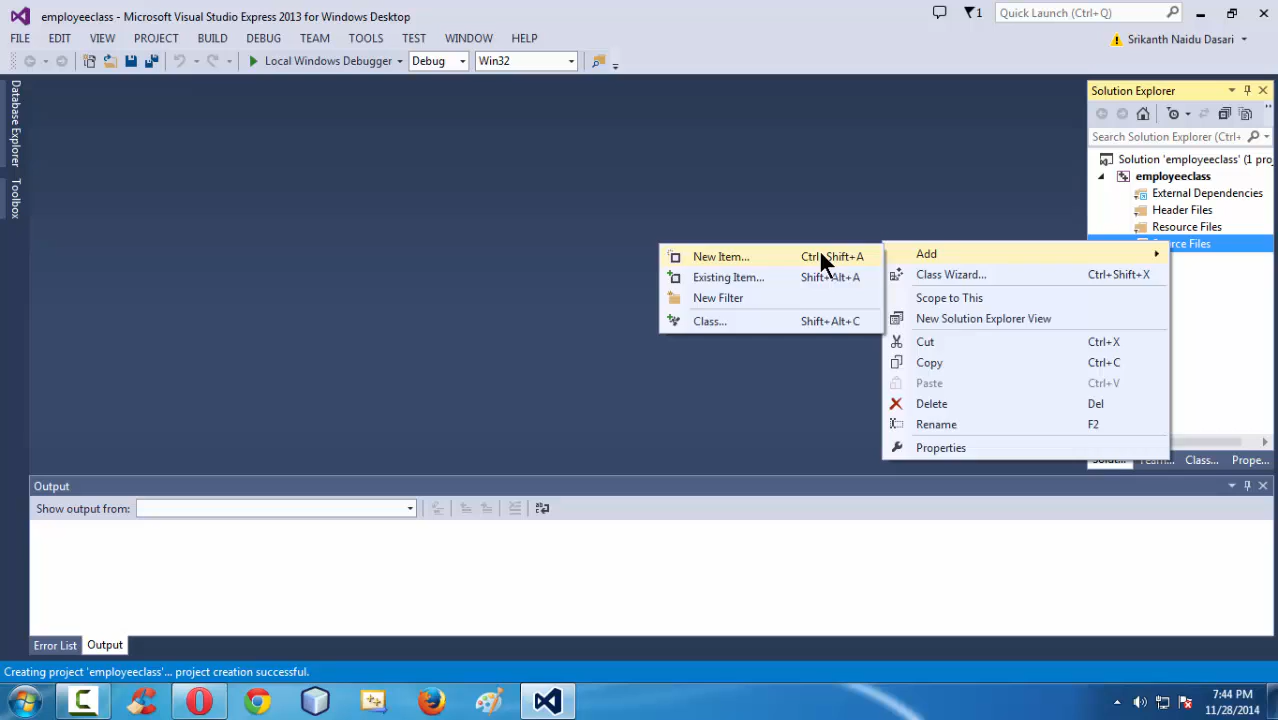 employeeclass - Microsoft Visual Studio Express 2013 for Windows Desktop
1
Quick Launch (Ctrl+Q)
FILE EDIT VIEW PROJECT BUILD DEBUG TEAM TOOLS TEST WINDOW HELP
Srikanth Naidu Dasari
Local Windows Debugger Debug Win32
Database Explorer
Toolbox
Solution Explorer
Search Solution Explorer (Ctrl+
Solution 'employeeclass' (1 proj
employeeclass
External Dependencies
Header Files
Resource Files
Files
New Item... Ctrl+Shift+A
Existing Item... Shift+Alt+A
New Filter
Class... Shift+Alt+C
Add
Class Wizard... Ctrl+Shift+X
Scope to This
New Solution Explorer View
Cut Ctrl+X
Copy Ctrl+C
Paste Ctrl+V
Delete Del
Rename F2
Properties
Class... Prope...
Output
Show output from:
Error List Output
Creating project 'employeeclass'... project creation successful.
7:44 PM
11/28/2014